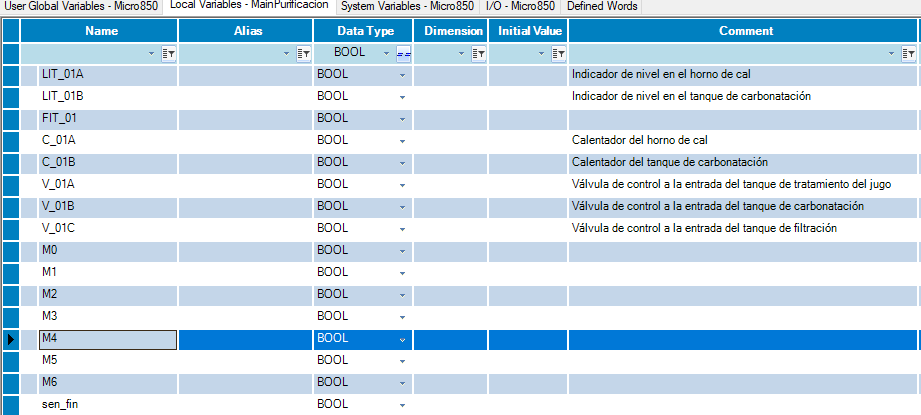 User Global Variables - Micro850 Local Variables - MainPurificacion System Variables - Micro850 I/O - Micro850 Defined Words
Name Alias Data Type Dimension Initial Value Comment
BOOL
LIT_01A BOOL Indicador de nivel en el horno de cal
LIT_01B BOOL Indicador de nivel en el tanque de carbonatación
FIT_01 BOOL
C_01A BOOL Calentador del horno de cal
C_01B BOOL Calentador del tanque de carbonatación
V_01A BOOL Válvula de control a la entrada del tanque de tratamiento del jugo
V_01B BOOL Válvula de control a la entrada del tanque de carbonatación
V_01C BOOL Válvula de control a la entrada del tanque de filtración
M0 BOOL
M1 BOOL
M2 BOOL
M3 BOOL
M4 BOOL
M5 BOOL
M6 BOOL
sen_fin BOOL